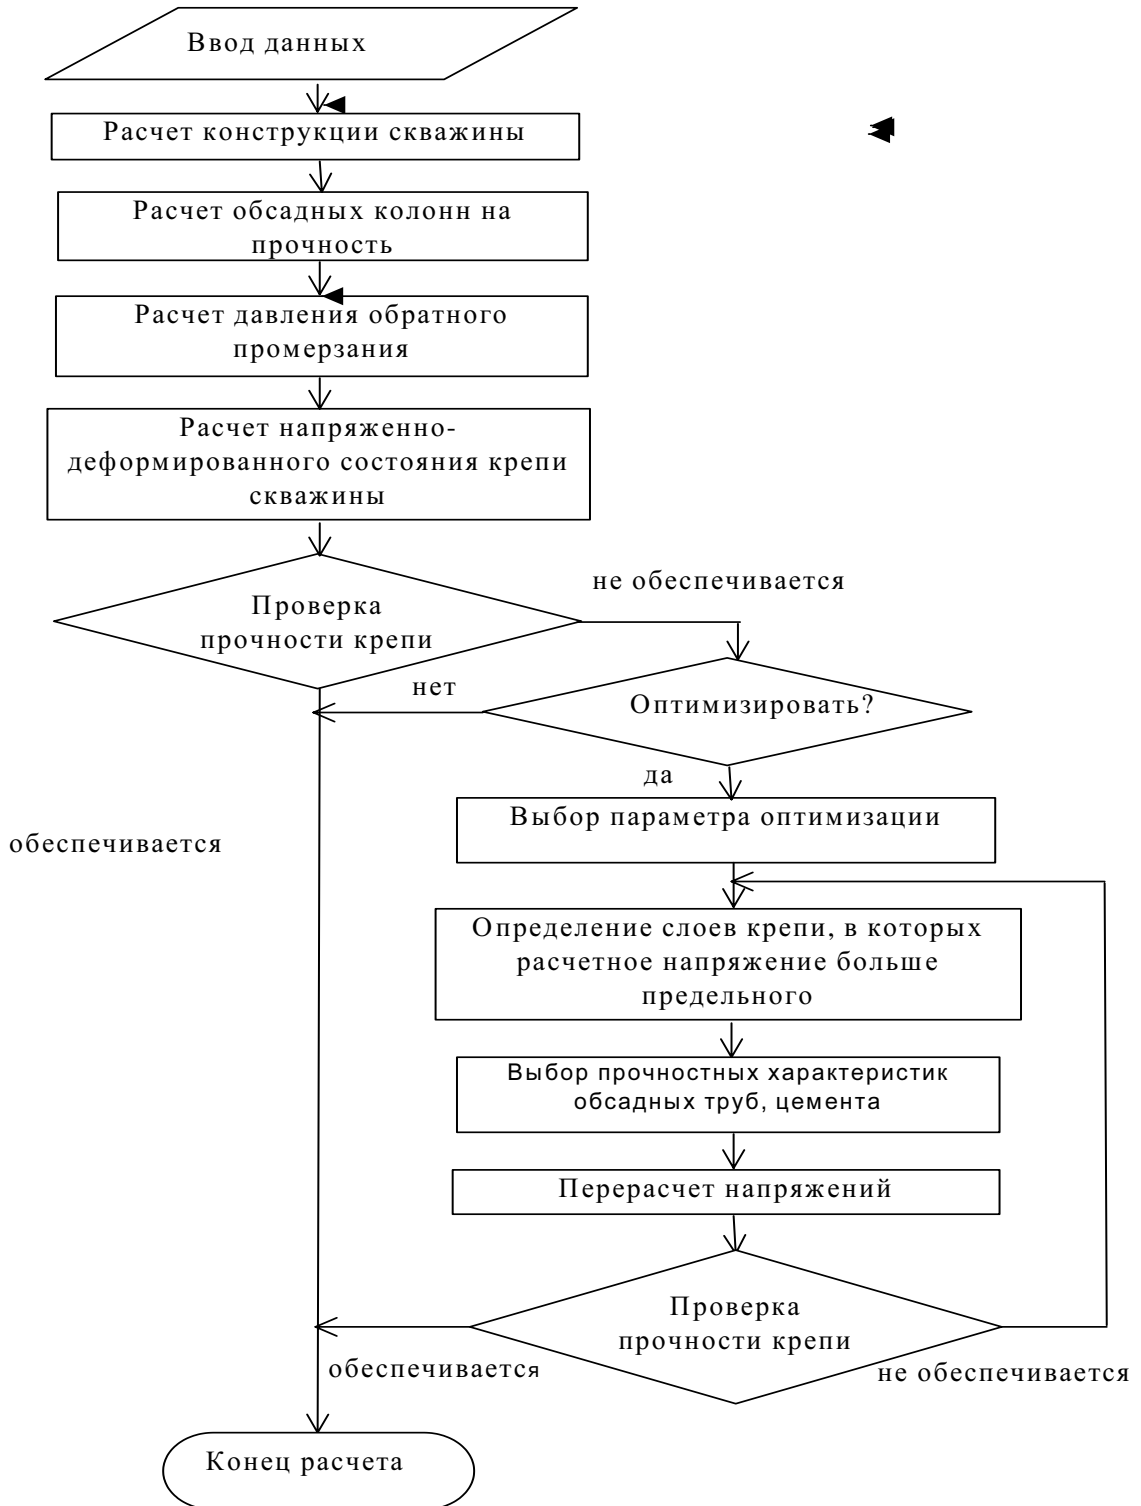 Ввод данных
Расчет конструкции скважины
Расчет обсадных колонн на
прочность
Расчет давления обратного
промерзания
Расчет напряженно-
деформированного состояния крепи
скважины
не обеспечивается
Проверка
прочности крепи
нет
Оптимизировать?
да
Выбор параметра оптимизации
обеспечивается
Определение слоев крепи, в которых
расчетное напряжение больше
предельного
Выбор прочностных характеристик
обсадных труб, цемента
Перерасчет напряжений
Проверка
прочности крепи
обеспечивается
не обеспечивается
Конец расчета